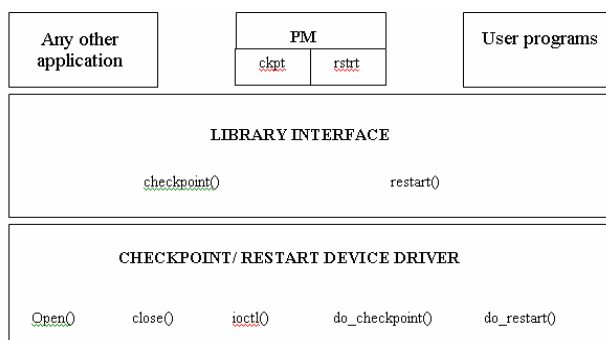 Any other
application
PM
ckpt rstrt
User programs
LIBRARY INTERFACE
checkpoint() restart()
CHECKPOINT/ RESTART DEVICE DRIVER
Open() close() ioctl() do_checkpoint() do_restart()